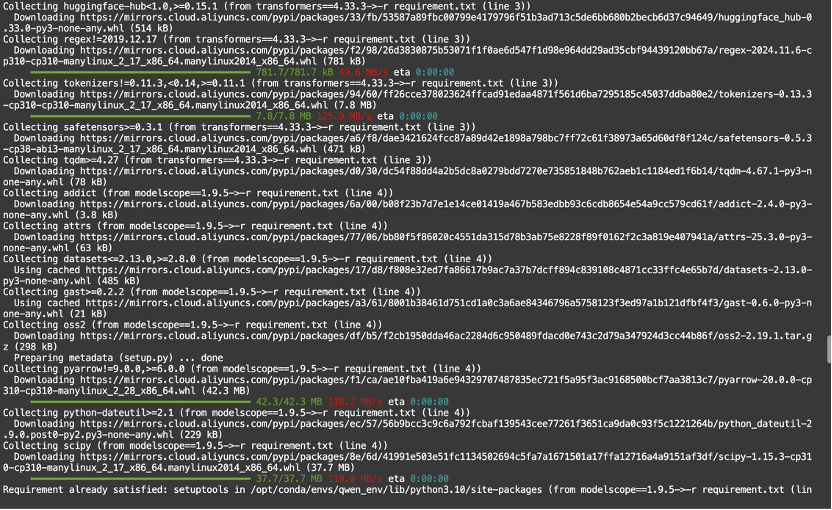 Collecting huggingface-hub<1.0,>=0.15.1 (from transformers==4.33.3->-r requirement.txt (line 3))
  Downloading https://mirrors.cloud.aliyuncs.com/pypi/packages/33/fb/53587a89fbc00799e4179796f51b3ad713c5de6bb680b2becb6d37c94649/huggingface_hub-0
.33.0-py3-none-any.whl (514 kB)
Collecting regex!=2019.12.17 (from transformers==4.33.3->-r requirement.txt (line 3))
  Downloading https://mirrors.cloud.aliyuncs.com/pypi/packages/f2/98/26d3830875b53071f1f0ae6d547f1d98e964dd29ad35cbf94439120bb67a/regex-2024.11.6-c
p310-cp310-manylinux_2_17_x86_64.manylinux2014_x86_64.whl (781 kB)
781.7/781.7 kB 49.6 MB/s eta 0:00:00
Collecting tokenizers!=0.11.3,<0.14,>=0.11.1 (from transformers==4.33.3->-r requirement.txt (line 3))
  Downloading https://mirrors.cloud.aliyuncs.com/pypi/packages/94/60/ff26cce378023624ffcad91edaa4871f561d6ba7295185c45037ddba80e2/tokenizers-0.13.3
-cp310-cp310-manylinux_2_17_x86_64.manylinux2014_x86_64.whl (7.8 MB)
7.8/7.8 MB 125.9 MB/s eta 0:00:00
Collecting safetensors>=0.3.1 (from transformers==4.33.3->-r requirement.txt (line 3))
  Downloading https://mirrors.cloud.aliyuncs.com/pypi/packages/a6/f8/dae3421624fcc87a89d42e1898a798bc7ff72c61f38973a65d60df8f124c/safetensors-0.5.3
-cp38-abi3-manylinux_2_17_x86_64.manylinux2014_x86_64.whl (471 kB)
Collecting tqdm>=4.27 (from transformers==4.33.3->-r requirement.txt (line 3))
  Downloading https://mirrors.cloud.aliyuncs.com/pypi/packages/d0/30/dc54f88dd4a2b5dc8a0279bdd7270e735851848b762aeb1c1184ed1f6b14/tqdm-4.67.1-py3-n
one-any.whl (78 kB)
Collecting addict (from modelscope==1.9.5->-r requirement.txt (line 4))
  Downloading https://mirrors.cloud.aliyuncs.com/pypi/packages/6a/00/b08f23b7d7e1e14ce01419a467b583edbb93c6cdb8654e54a9cc579cd61f/addict-2.4.0-py3-
none-any.whl (3.8 kB)
Collecting attrs (from modelscope==1.9.5->-r requirement.txt (line 4))
  Downloading https://mirrors.cloud.aliyuncs.com/pypi/packages/77/06/bb80f5f86020c4551da315d78b3ab75e8228f89f0162f2c3a819e407941a/attrs-25.3.0-py3-
none-any.whl (63 kB)
Collecting datasets<=2.13.0,>=2.8.0 (from modelscope==1.9.5->-r requirement.txt (line 4))
  Using cached https://mirrors.cloud.aliyuncs.com/pypi/packages/17/d8/f808e32ed7fa86617b9ac7a37b7dcff894c839108c4871cc33ffc4e65b7d/datasets-2.13.0-
py3-none-any.whl (485 kB)
Collecting gast>=0.2.2 (from modelscope==1.9.5->-r requirement.txt (line 4))
  Using cached https://mirrors.cloud.aliyuncs.com/pypi/packages/a3/61/8001b38461d751cd1a0c3a6ae84346796a5758123f3ed97a1b121dfbf4f3/gast-0.6.0-py3-n
one-any.whl (21 kB)
Collecting oss2 (from modelscope==1.9.5->-r requirement.txt (line 4))
  Downloading https://mirrors.cloud.aliyuncs.com/pypi/packages/df/b5/f2cb1950dda46ac2284d6c950489fdacd0e743c2d79a347924d3cc44b86f/oss2-2.19.1.tar.g
z (298 kB)
  Preparing metadata (setup.py) ... done
Collecting pyarrow!=9.0.0,>=6.0.0 (from modelscope==1.9.5->-r requirement.txt (line 4))
  Downloading https://mirrors.cloud.aliyuncs.com/pypi/packages/f1/ca/ae10fba419a6e94329707487835ec721f5a95f3ac9168500bcf7aa3813c7/pyarrow-20.0.0-cp
310-cp310-manylinux_2_28_x86_64.whl (42.3 MB)
42.3/42.3 MB 118.2 MB/s eta 0:00:00
Collecting python-dateutil>=2.1 (from modelscope==1.9.5->-r requirement.txt (line 4))
  Downloading https://mirrors.cloud.aliyuncs.com/pypi/packages/ec/57/56b9bcc3c9c6a792fcbaf139543cee77261f3651ca9da0c93f5c1221264b/python_dateutil-2
.9.0.post0-py2.py3-none-any.whl (229 kB)
Collecting scipy (from modelscope==1.9.5->-r requirement.txt (line 4))
  Downloading https://mirrors.cloud.aliyuncs.com/pypi/packages/8e/6d/41991e503e51fc1134502694c5fa7a1671501a17ffa12716a4a9151af3df/scipy-1.15.3-cp31
0-cp310-manylinux_2_17_x86_64.manylinux2014_x86_64.whl (37.7 MB)
37.7/37.7 MB 119.9 MB/s eta 0:00:00
Requirement already satisfied: setuptools in /opt/conda/envs/qwen_env/lib/python3.10/site-packages (from modelscope==1.9.5->-r requirement.txt (lin